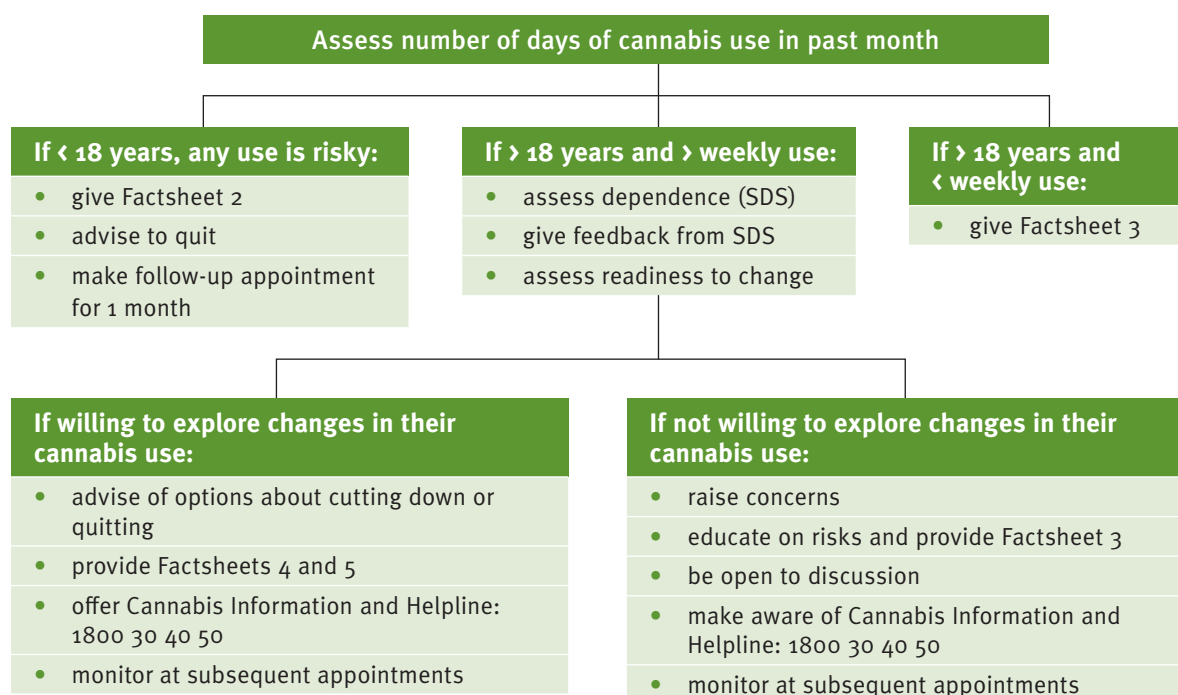 Assess number of days of cannabis use in past month
If < 18 years, any use is risky:
• give Factsheet 2
• advise to quit
• make follow-up appointment
for 1 month
If > 18 years and > weekly use:
• assess dependence (SDS)
• give feedback from SDS
• assess readiness to change
If > 18 years and
< weekly use:
• give Factsheet 3
If willing to explore changes in their
cannabis use:
• advise of options about cutting down or
quitting
• provide Factsheets 4 and 5
• offer Cannabis Information and Helpline:
1800 30 40 50
• monitor at subsequent appointments
If not willing to explore changes in their
cannabis use:
• raise concerns
• educate on risks and provide Factsheet 3
• be open to discussion
• make aware of Cannabis Information and
Helpline: 1800 30 40 50
• monitor at subsequent appointments